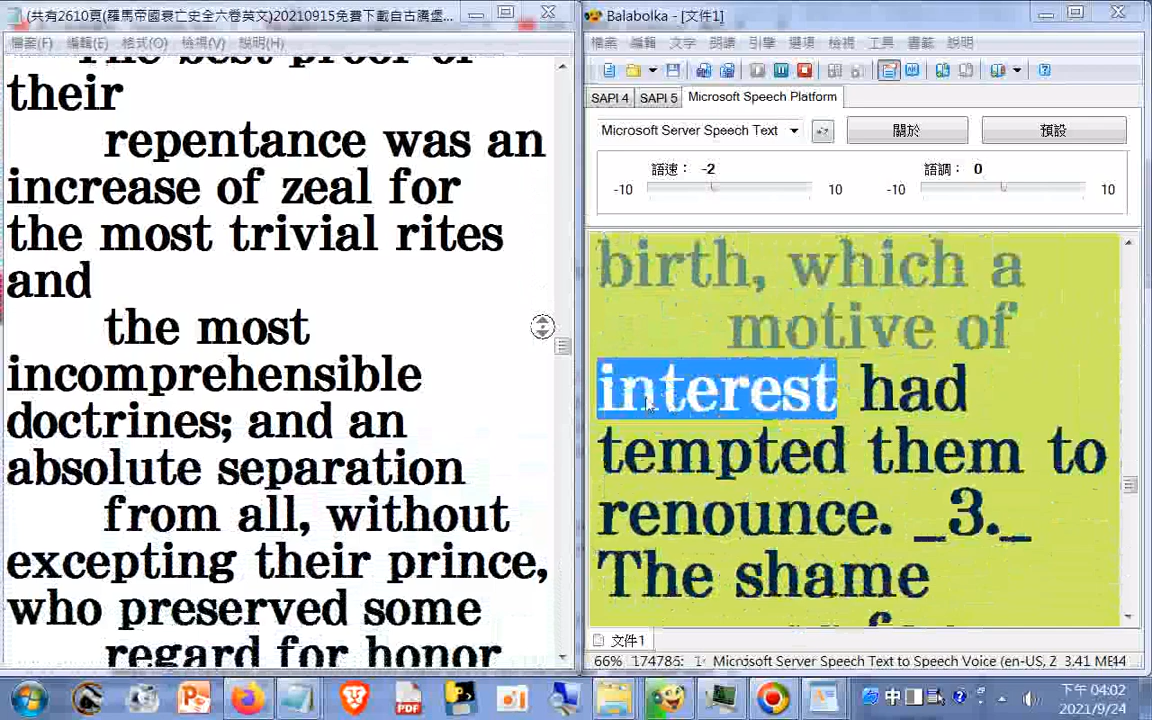 (共有2610頁(羅馬帝國衰亡史全六卷英文)20210915免費下載自古騰堡...
檔案(F) 編輯(E) 格式(O) 檢視(V) 說明(H)
The best proof of
their
repentance was an
increase of zeal for
the most trivial rites
and
the most
incomprehensible
doctrines; and an
absolute separation
from all, without
excepting their prince,
who preserved some
regard for honor
Balabolka - [文件1]
檔案 編輯 文字 朗讀 引擎 選項 檢視 工具 書籤 說明
SAPI 4 SAPI 5 Microsoft Speech Platform
Microsoft Server Speech Text 關於 預設
語速： -2 語調： 0
-10 10 -10 10
birth, which a
motive of
interest had
tempted them to
renounce. _3._
The shame
文件1
66% 174785: Microsoft Server Speech Text to Speech Voice (en-US, Z 3.41 ME44
PDF 中 下午 04:02
2021/9/24